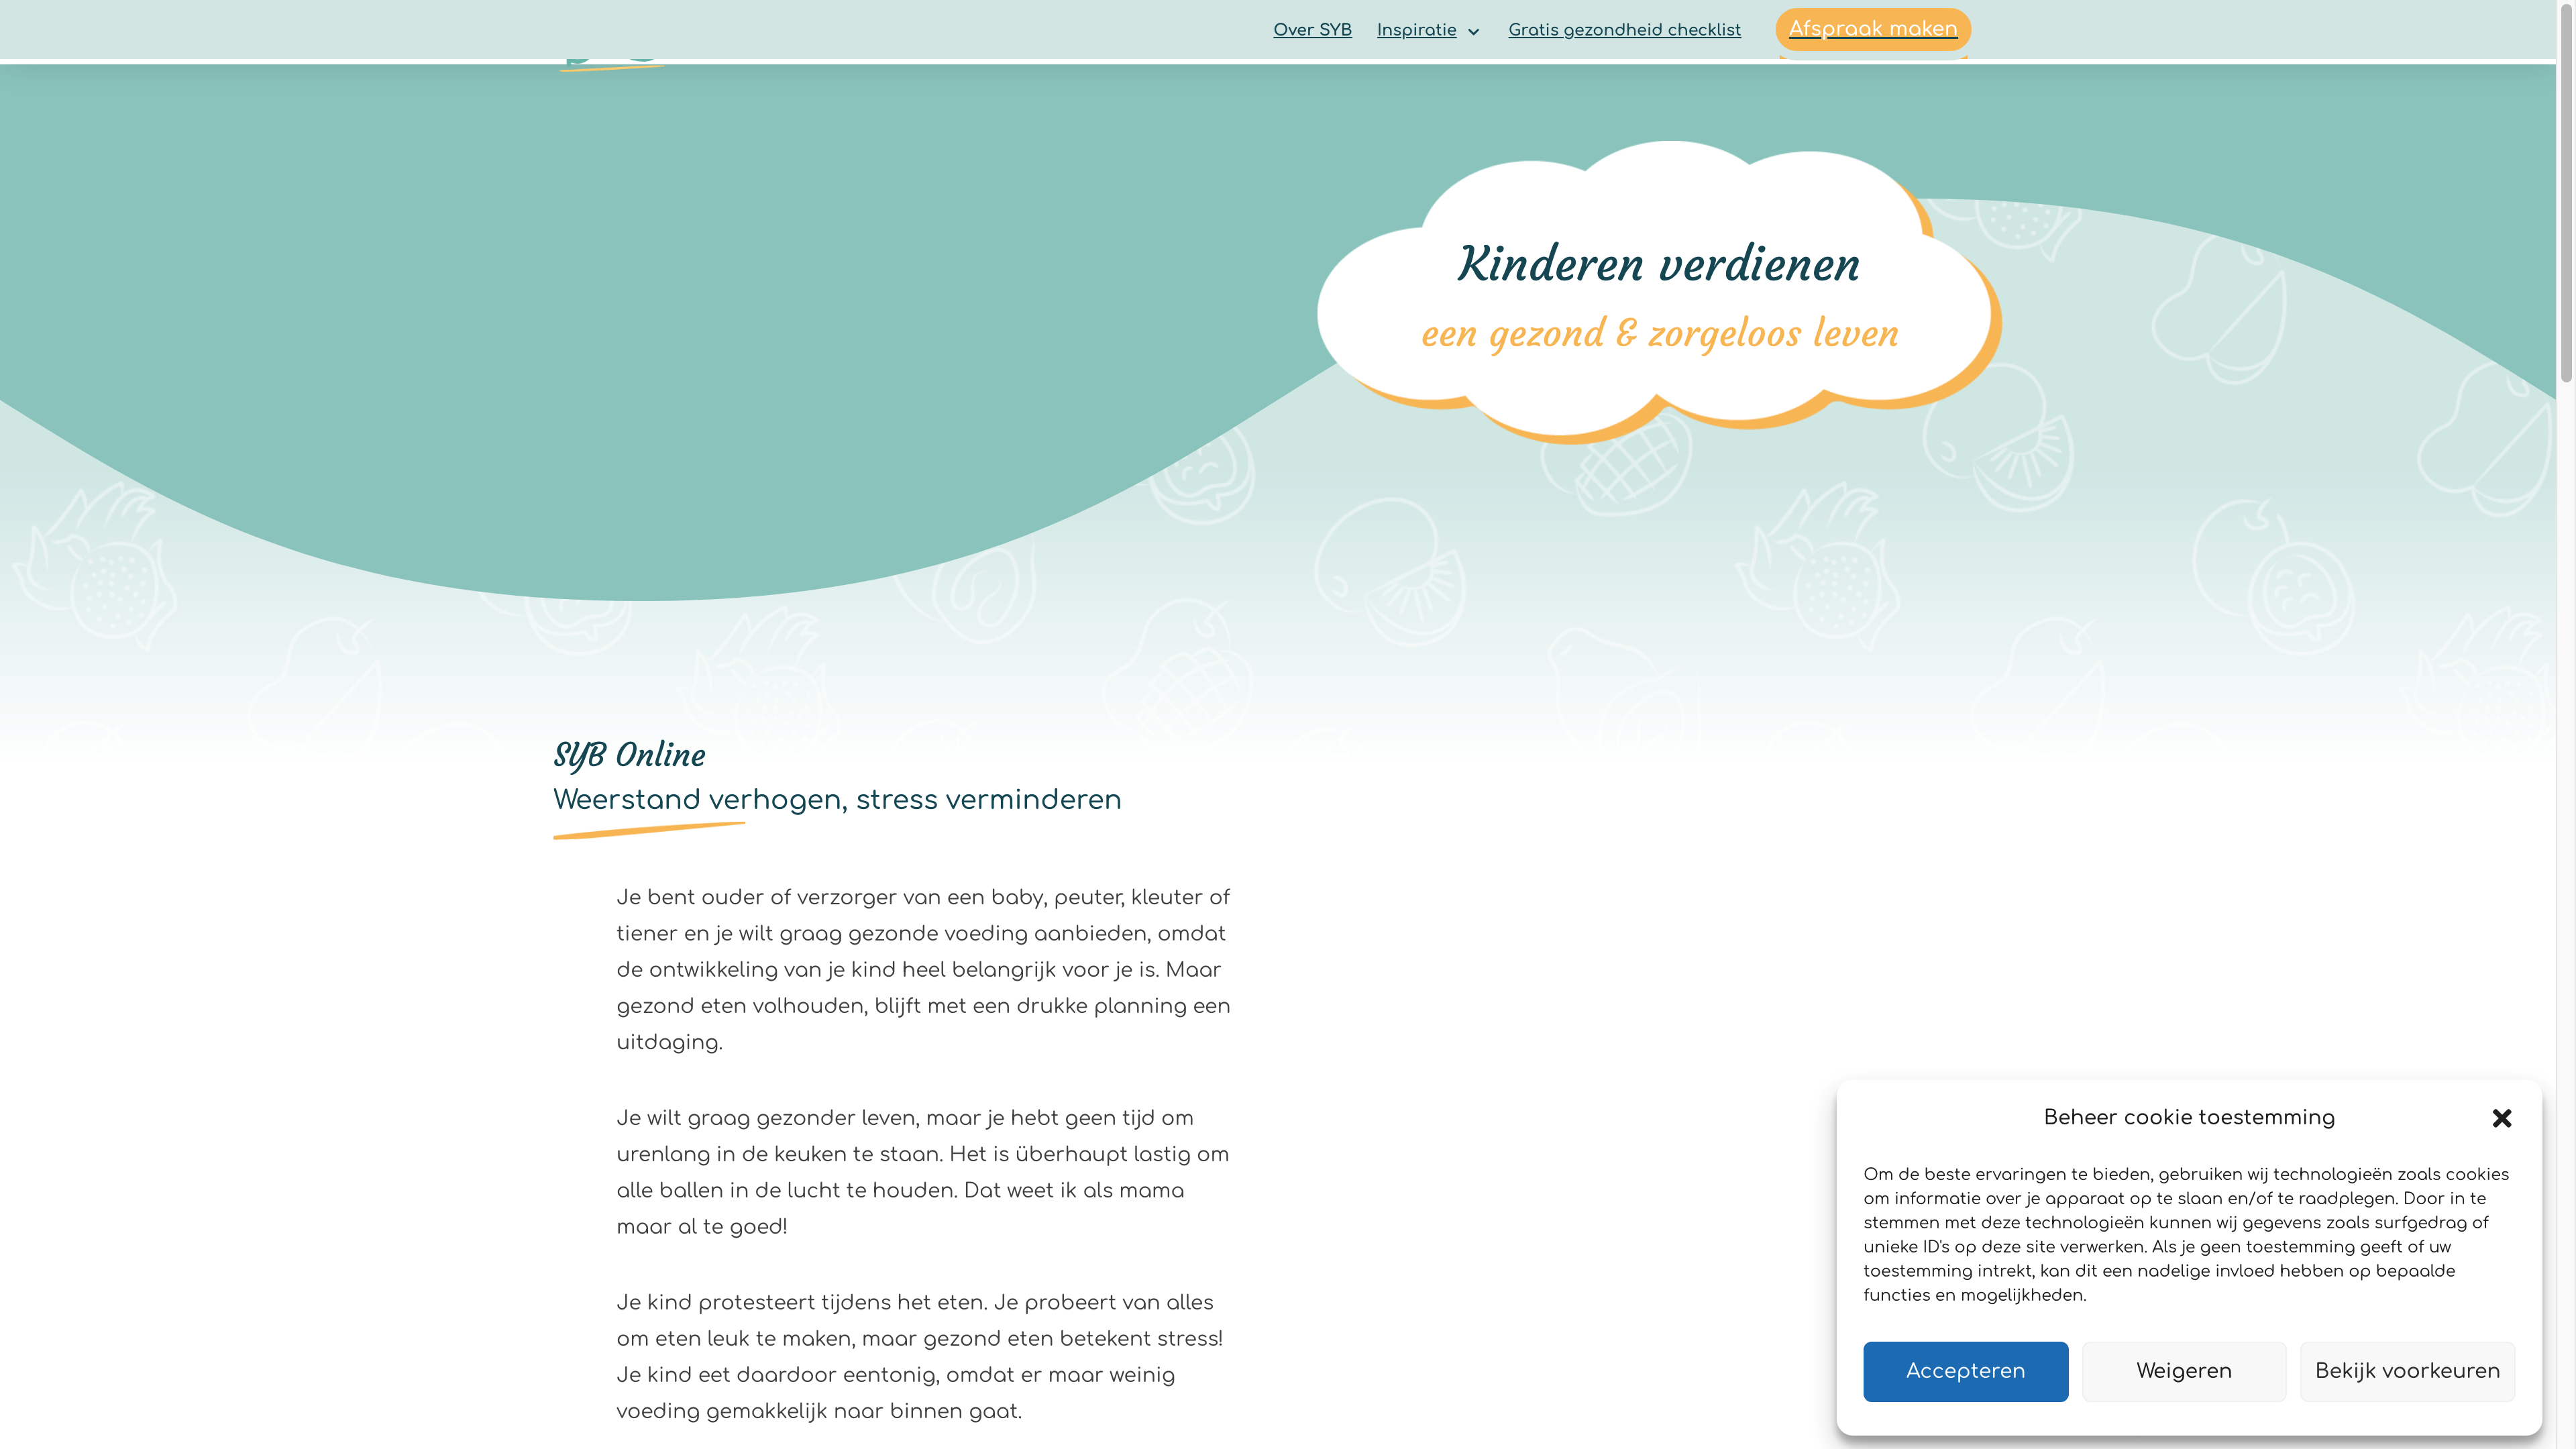 Over SYB
Inspiratie
Gratis gezondheid checklist
Afspraak maken
Kinderen verdienen
een gezond & zorgeloos leven
SYB Online
Weerstand verhogen, stress verminderen
Je bent ouder of verzorger van een baby, peuter, kleuter of
tiener en je wilt graag gezonde voeding aanbieden, omdat
de ontwikkeling van je kind heel belangrijk voor je is. Maar
gezond eten volhouden, blijft met een drukke planning een
uitdaging.
Je wilt graag gezonder leven, maar je hebt geen tijd om
urenlang in de keuken te staan. Het is überhaupt lastig om
alle ballen in de lucht te houden. Dat weet ik als mama
maar al te goed!
Je kind protesteert tijdens het eten. Je probeert van alles
om eten leuk te maken, maar gezond eten betekent stress!
Je kind eet daardoor eentonig, omdat er maar weinig
voeding gemakkelijk naar binnen gaat.
Beheer cookie toestemming
Om de beste ervaringen te bieden, gebruiken wij technologieën zoals cookies
om informatie over je apparaat op te slaan en/of te raadplegen. Door in te
stemmen met deze technologieën kunnen wij gegevens zoals surfgedrag of
unieke ID's op deze site verwerken. Als je geen toestemming geeft of uw
toestemming intrekt, kan dit een nadelige invloed hebben op bepaalde
functies en mogelijkheden.
Accepteren
Weigeren
Bekijk voorkeuren